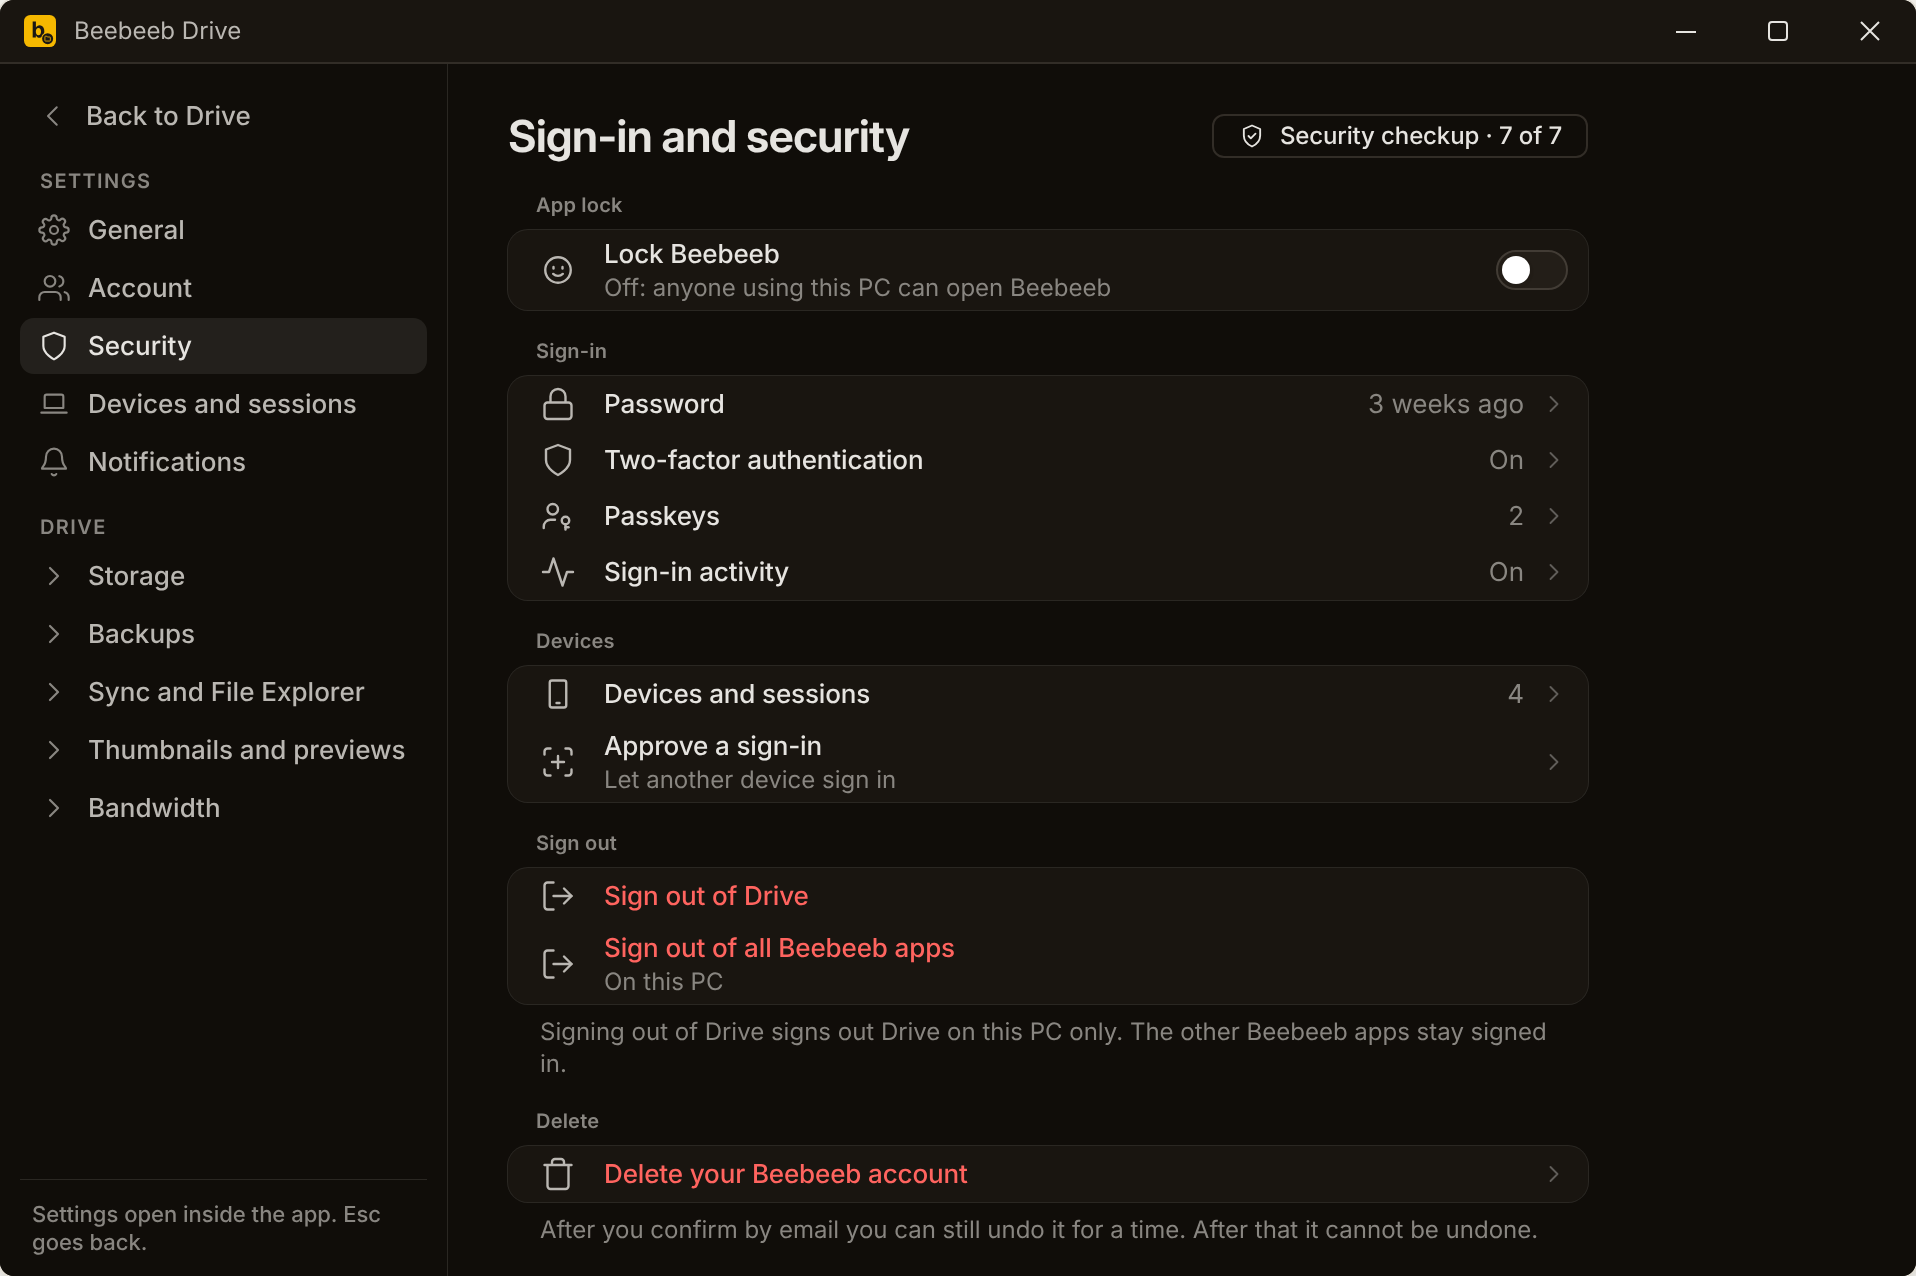 Beebeeb Drive
Back to Drive
SETTINGS
General
Account
Security
Devices and sessions
Notifications
DRIVE
Storage
Backups
Sync and File Explorer
Thumbnails and previews
Bandwidth
Settings open inside the app. Esc
goes back.
Sign-in and security
Security checkup · 7 of 7
App lock
Lock Beebeeb
Off: anyone using this PC can open Beebeeb
Sign-in
Password 3 weeks ago
Two-factor authentication On
Passkeys 2
Sign-in activity On
Devices
Devices and sessions 4
Approve a sign-in
Let another device sign in
Sign out
Sign out of Drive
Sign out of all Beebeeb apps
On this PC
Signing out of Drive signs out Drive on this PC only. The other Beebeeb apps stay signed
in.
Delete
Delete your Beebeeb account
After you confirm by email you can still undo it for a time. After that it cannot be undone.